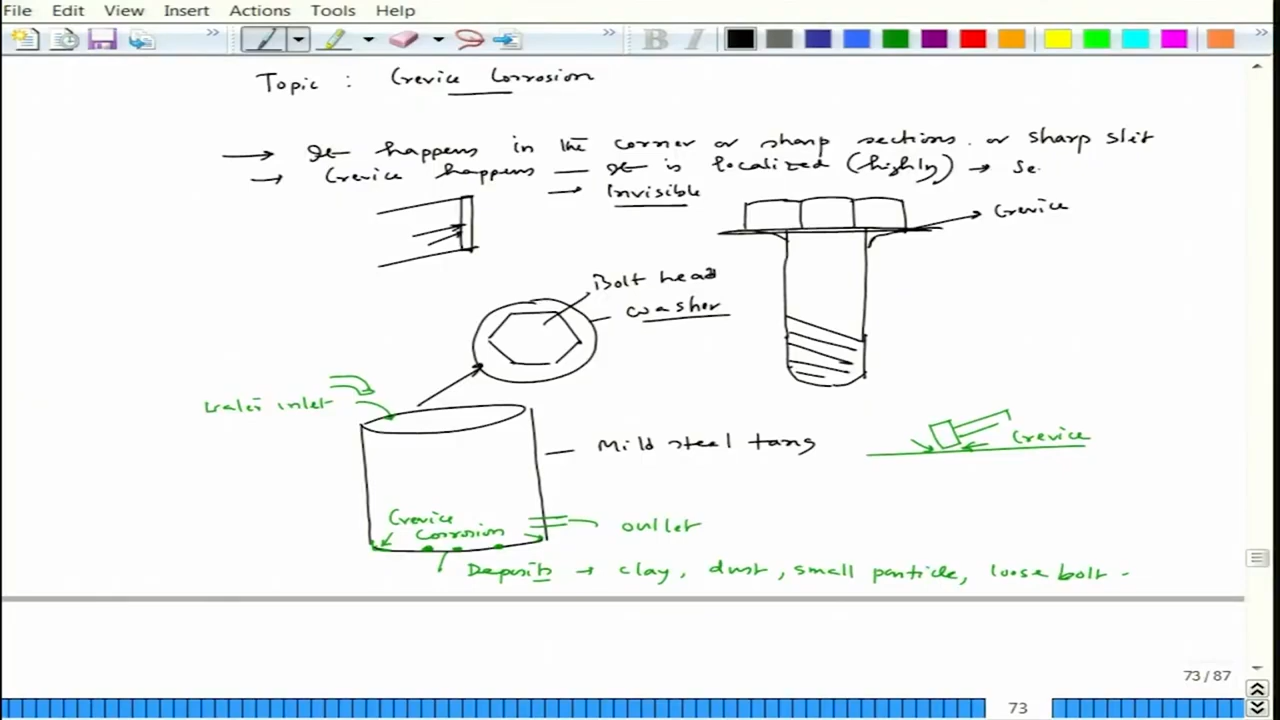 File Edit View Insert Actions Tools Help
Topic : Crevice Corrosion
→ It happens in the corner or sharp sections. or sharp slit
→ Crevice happens — It is localized (highly) → Se
→ Invisible
Crevice
Bolt head
washer
water inlet
Mild steel tang
Crevice
Crevice
Corrosion
outlet
Deposits → clay, dust, small particle, loose bolt -
73 / 87
73